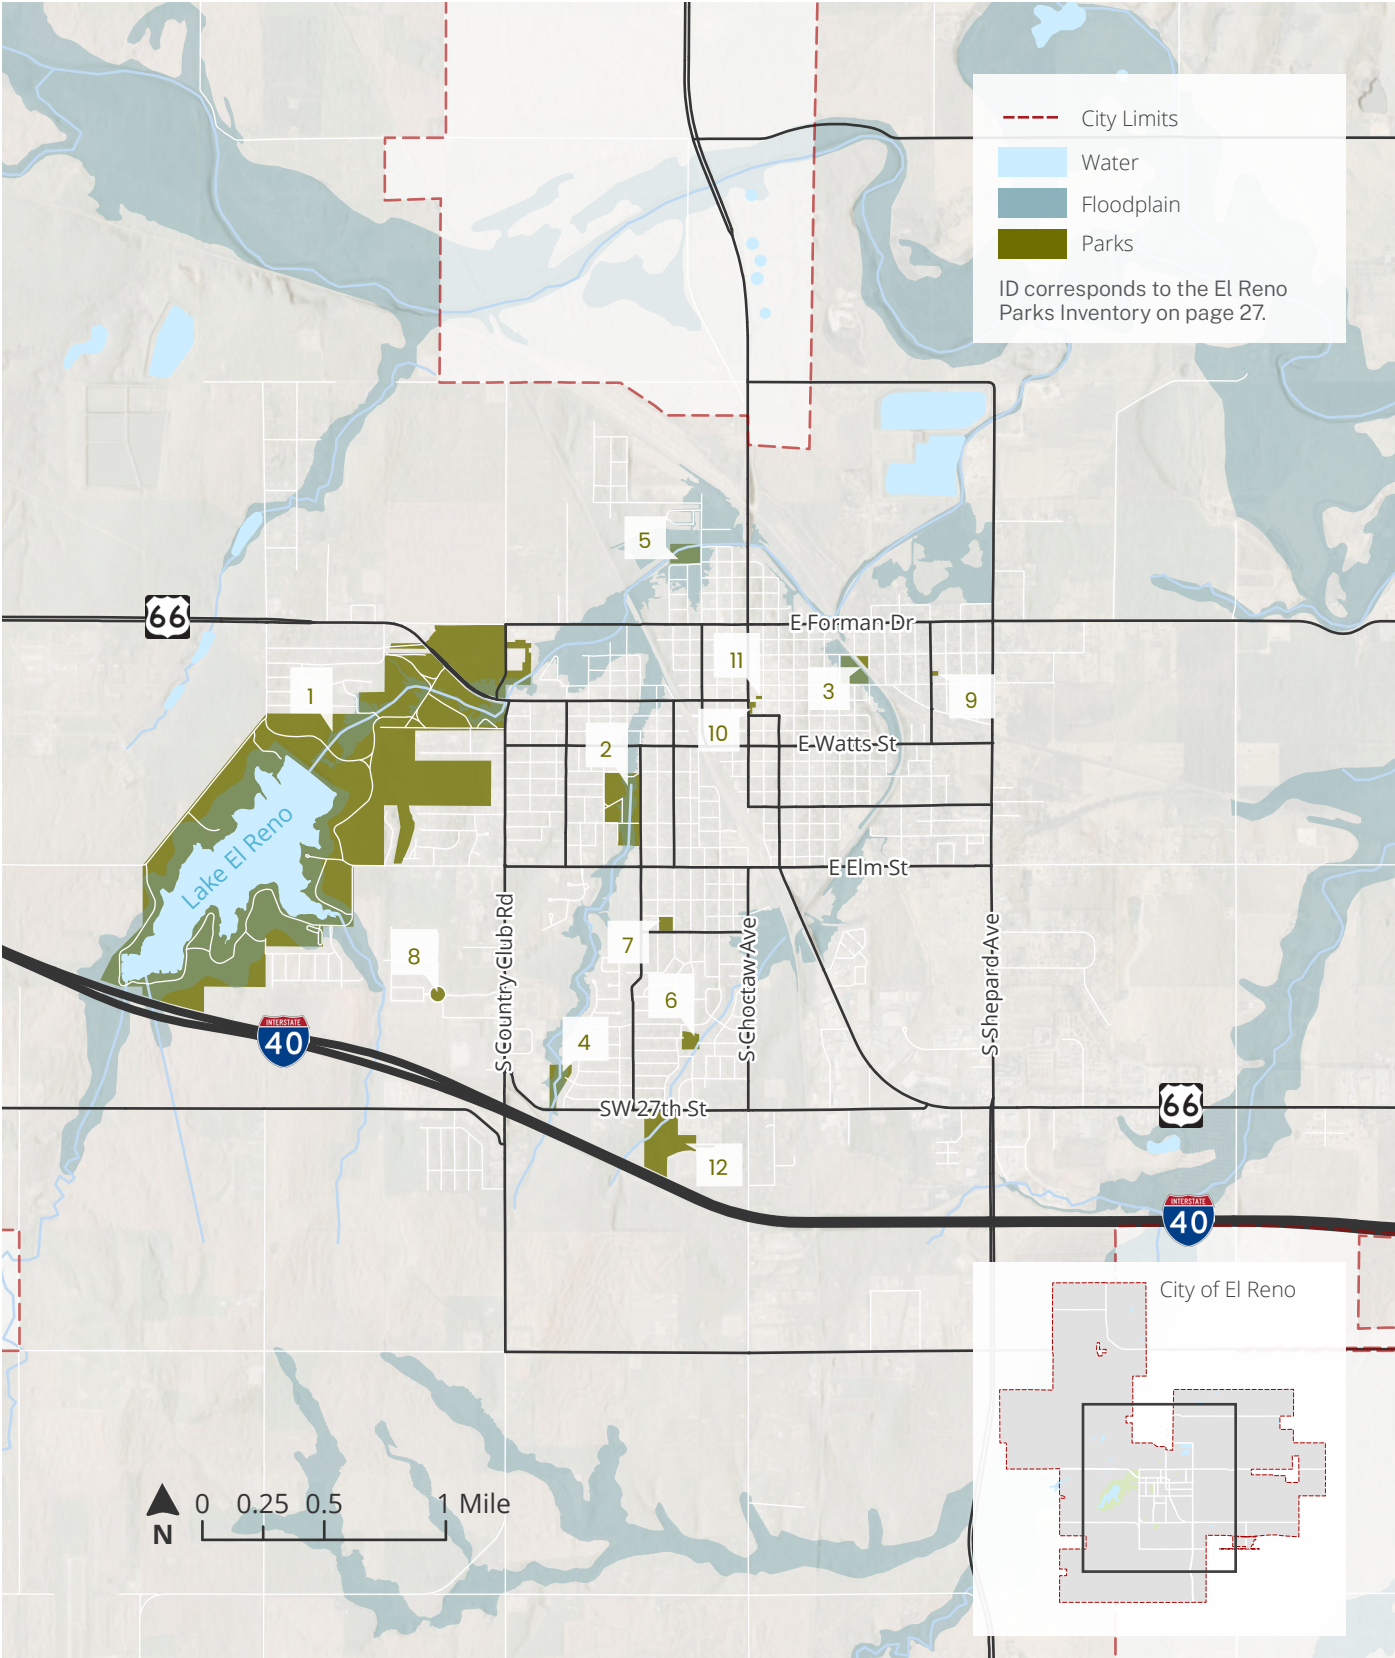 City Limits
Water
Floodplain
Parks
ID corresponds to the El Reno
Parks Inventory on page 27.
5
66
E Forman Dr
11
1
3
9
10
2
E Watts St
Lake El Reno
E Elm St
7
8
S Country Club Rd
S Choctaw Ave
S Shepard Ave
6
4
INTERSTATE
40
SW 27th St
66
12
INTERSTATE
40
City of El Reno
0 0.25 0.5 1 Mile
N